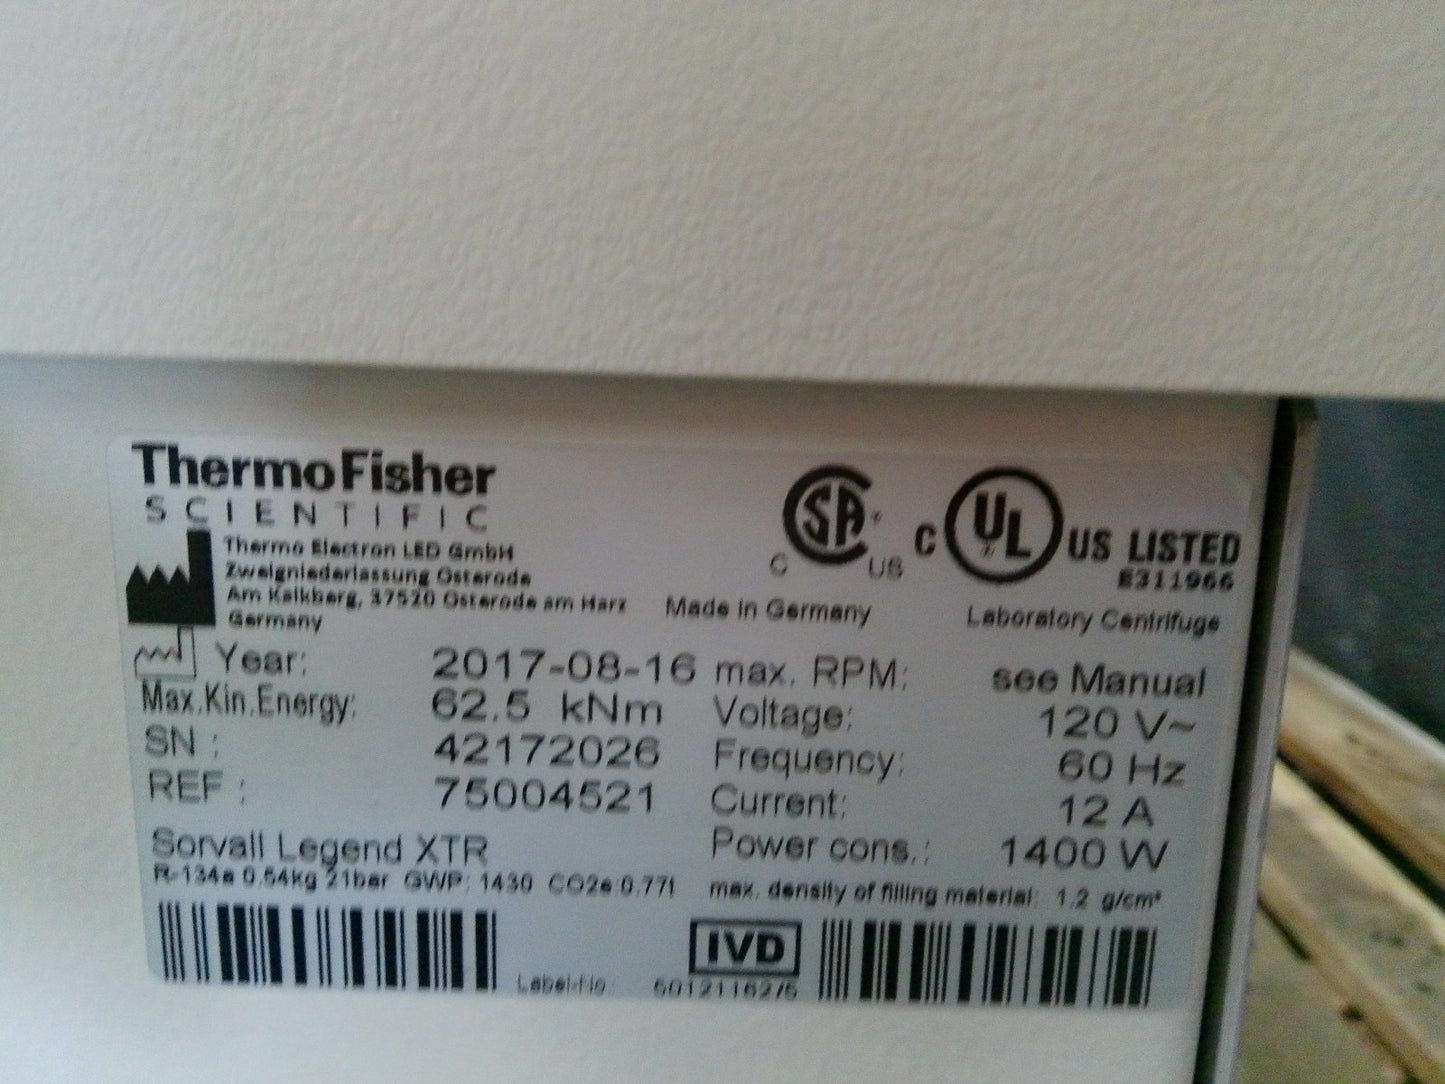 ThermoFisher
SCIENTIFIC
Thermo Electron LED GmbH
Zweigniederlassung Osterode
Am Kalkberg, 37520 Osterode am Harz
Germany
Made in Germany
SA
C US
C UL US LISTED
E311966
Laboratory Centrifuge
Year: 2017-08-16
Max.Kin.Energy: 62.5 kNm
SN : 42172026
REF : 75004521
Sorvall Legend XTR
R-134a 0.54kg 21bar GWP: 1430 CO2e:0.77t
max. RPM: see Manual
Voltage: 120 V~
Frequency: 60 Hz
Current: 12 A
Power cons.: 1400 W
max. density of filling material: 1.2 g/cm³
Label-No. 50121162/5
IVD